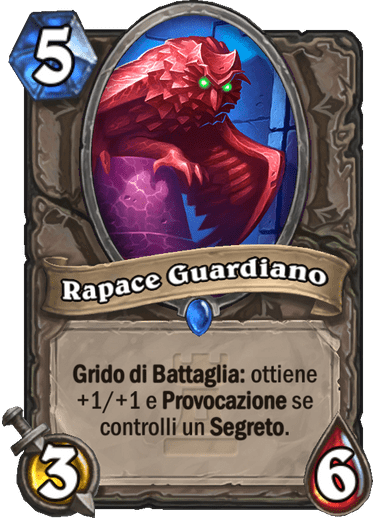 5
Rapace Guardiano
Grido di Battaglia: ottiene
+1/+1 e Provocazione se
controlli un Segreto.
3
6